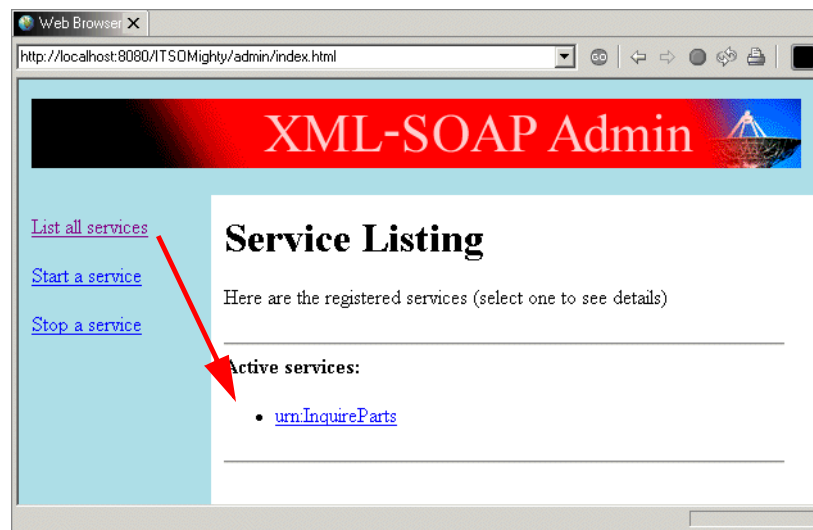 Web Browser
http://localhost:8080/ITSOMighty/admin/index.html
GO
XML-SOAP Admin
List all services
Start a service
Stop a service
Service Listing
Here are the registered services (select one to see details)
Active services:
• urn:InquireParts